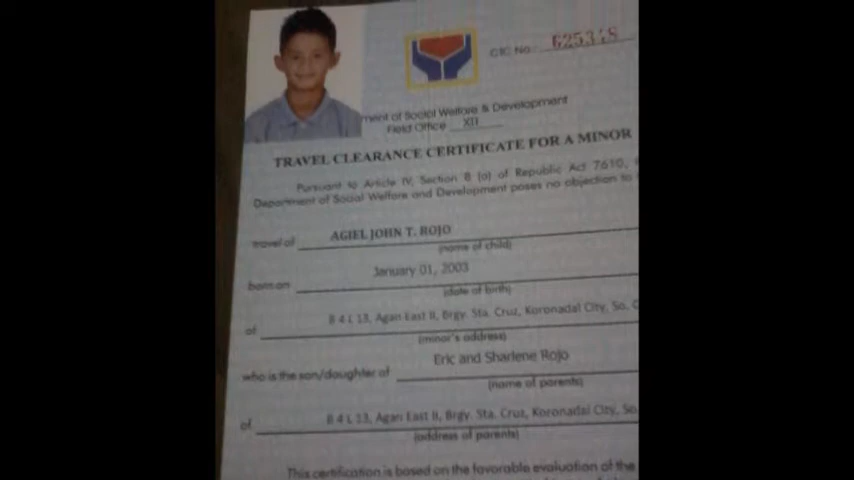 CTC No. 625318
ment of Social Welfare & Development
Field Office XII
TRAVEL CLEARANCE CERTIFICATE FOR A MINOR
Pursuant to Article IV, Section 8 (a) of Republic Act 7610,
Department of Social Welfare and Development poses no objection to
travel of AGIEL JOHN T. ROJO
(name of child)
born on January 01, 2003
(date of birth)
of B 4 L 13, Agan East II, Brgy. Sta. Cruz, Koronadal City, So.
(minor's address)
who is the son/daughter of Eric and Sharlene Rojo
(name of parents)
of B 4 L 13, Agan East II, Brgy. Sta. Cruz, Koronadal City, So.
(address of parents)
This certification is based on the favorable evaluation of the